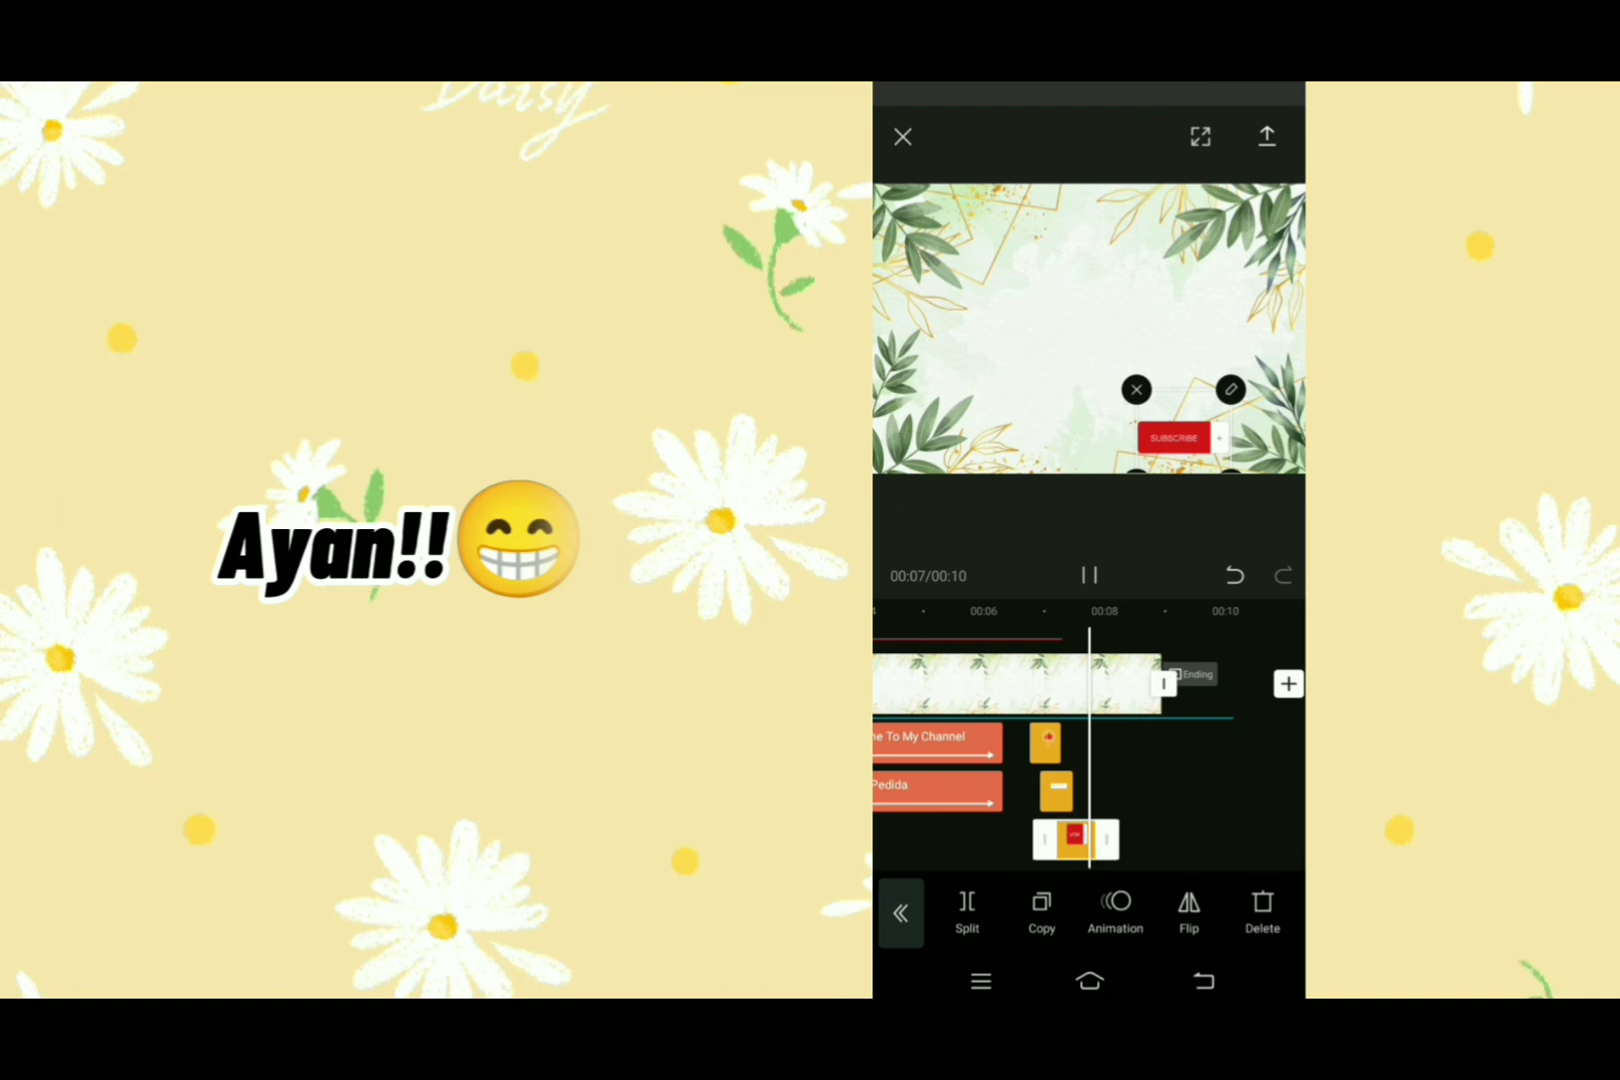 Daisy
Ayan!!😁
SUBSCRIBE
00:07/00:10
00:06
00:08
00:10
Ending
ne To My Channel
Pedida
Split
Copy
Animation
Flip
Delete